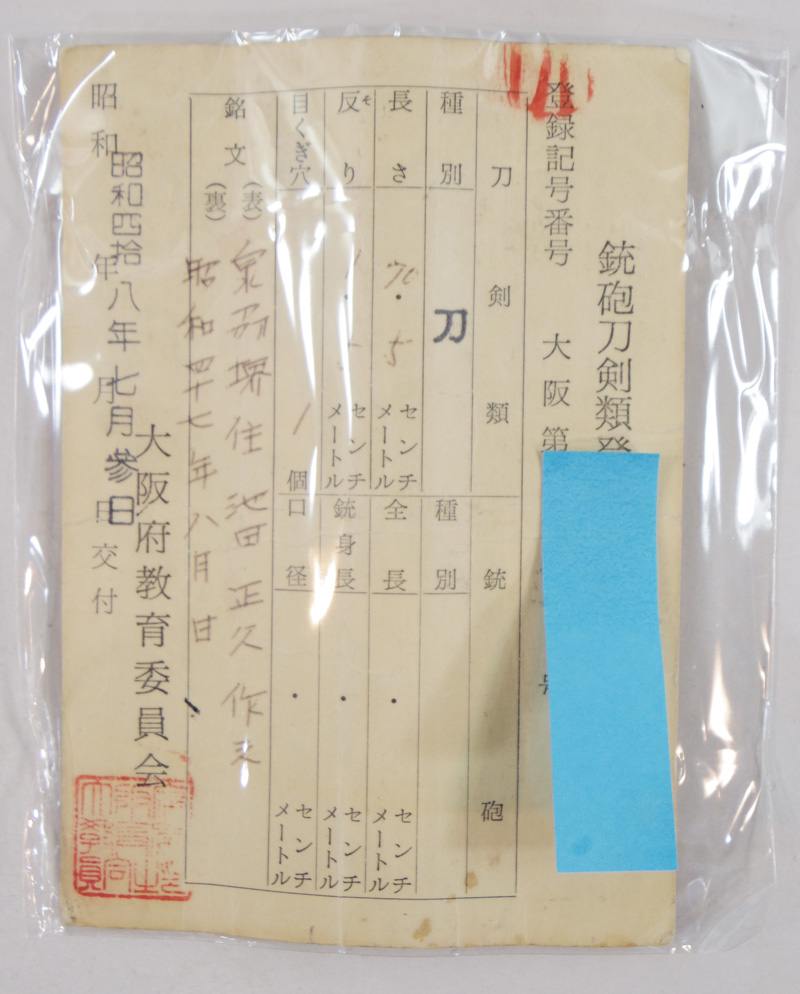 銃砲刀剣類登
登録記号番号 大阪第
号
刀剣類 銃砲
種別 刀 種別
長さ 70・5 センチメートル 全長 ・ センチメートル
反り 1・5 センチメートル 銃身長 ・ センチメートル
目くぎ穴 1 個 口径 ・ センチメートル
銘文 (表) 泉州堺住池田正久作之
(裏) 昭和四十七年八月日
大阪府教育委員会
昭和 年 月 日交付
昭和四拾八年七月参日